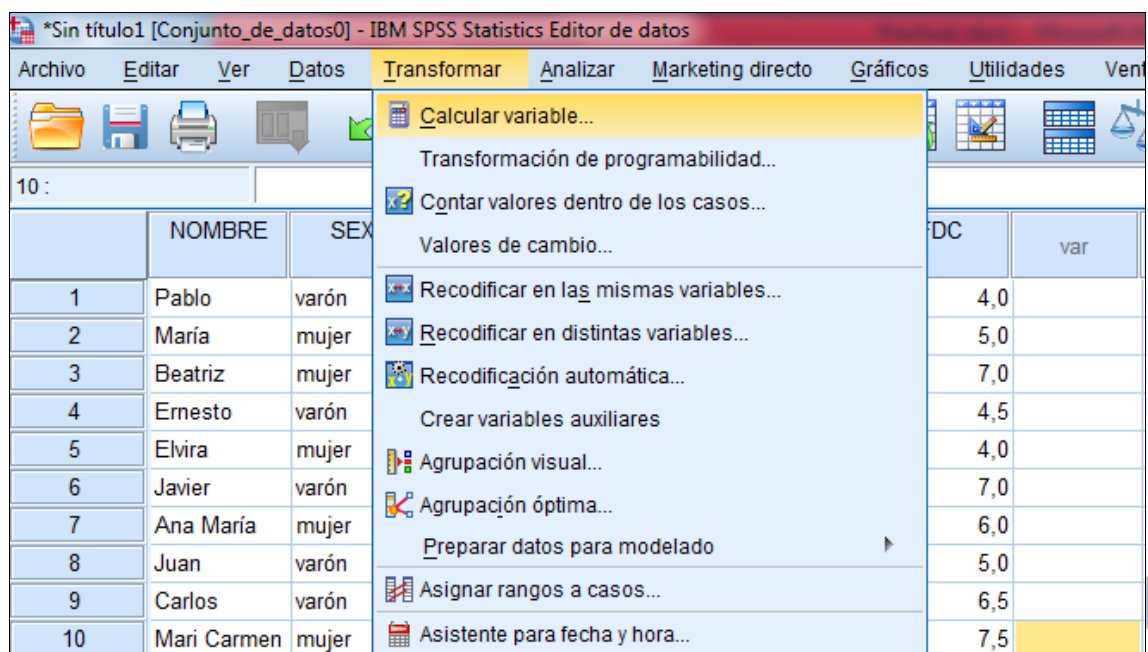 *Sin título1 [Conjunto_de_datos0] - IBM SPSS Statistics Editor de datos
Archivo Editar Ver Datos Transformar Analizar Marketing directo Gráficos Utilidades Vent
Calcular variable...
Transformación de programabilidad...
10 :
Contar valores dentro de los casos...
NOMBRE SEX Valores de cambio... FDC var
1 Pablo varón Recodificar en las mismas variables... 4,0
2 María mujer Recodificar en distintas variables... 5,0
3 Beatriz mujer Recodificación automática... 7,0
4 Ernesto varón Crear variables auxiliares 4,5
5 Elvira mujer Agrupación visual... 4,0
6 Javier varón Agrupación óptima... 7,0
7 Ana María mujer Preparar datos para modelado 6,0
8 Juan varón 5,0
9 Carlos varón Asignar rangos a casos... 6,5
10 Mari Carmen mujer Asistente para fecha y hora... 7,5